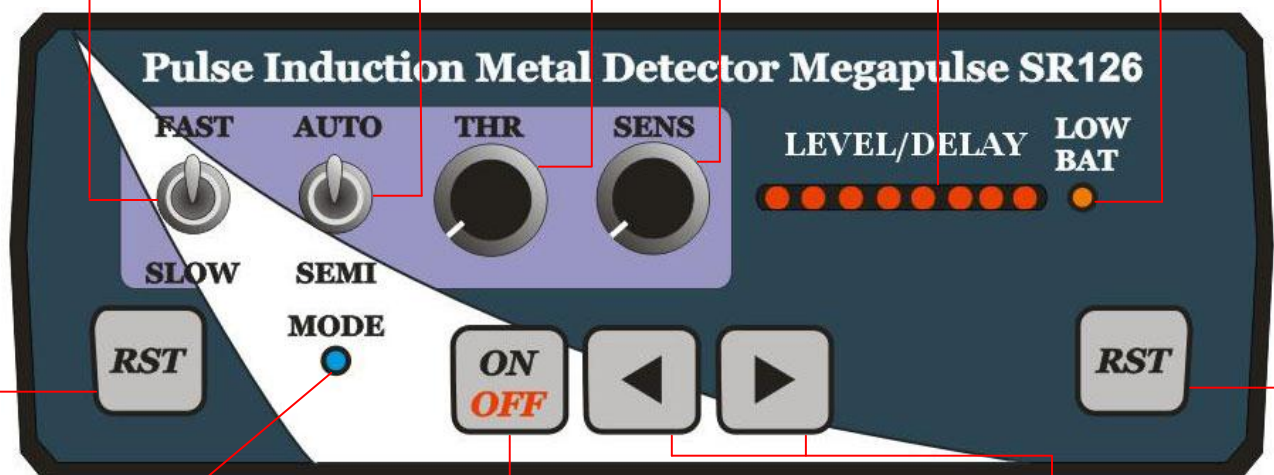 Pulse Induction Metal Detector Megapulse SR126
FAST AUTO THR SENS
LEVEL/DELAY
LOW
BAT
SLOW SEMI
MODE
RST
ON
OFF
RST